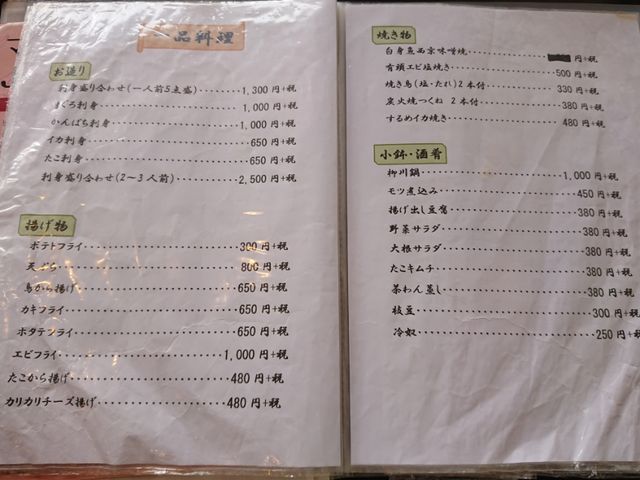 一品料理
お造り
刺身盛り合わせ(一人前5点盛)‥‥‥‥1,300円+税
まぐろ刺身‥‥‥‥1,000円+税
かんぱち刺身‥‥‥‥1,000円+税
イカ刺身‥‥‥‥650円+税
たこ刺身‥‥‥‥650円+税
刺身盛り合わせ(2〜3人前)‥‥‥‥2,500円+税
揚げ物
ポテトフライ‥‥‥‥300円+税
天ぷら‥‥‥‥800円+税
鳥から揚げ‥‥‥‥650円+税
カキフライ‥‥‥‥650円+税
ホタテフライ‥‥‥‥650円+税
エビフライ‥‥‥‥1,000円+税
たこから揚げ‥‥‥‥480円+税
カリカリチーズ揚げ‥‥‥‥480円+税
焼き物
白身魚西京味噌焼‥‥‥‥円+税
有頭エビ塩焼き‥‥‥‥500円+税
焼き鳥(塩・たれ)2本付‥‥‥‥330円+税
炭火焼つくね 2本付‥‥‥‥380円+税
するめイカ焼き‥‥‥‥480円+税
小鉢・酒肴
柳川鍋‥‥‥‥1,000円+税
モツ煮込み‥‥‥‥450円+税
揚げ出し豆腐‥‥‥‥380円+税
野菜サラダ‥‥‥‥380円+税
大根サラダ‥‥‥‥380円+税
たこキムチ‥‥‥‥380円+税
茶わん蒸し‥‥‥‥380円+税
枝豆‥‥‥‥300円+税
冷奴‥‥‥‥250円+税